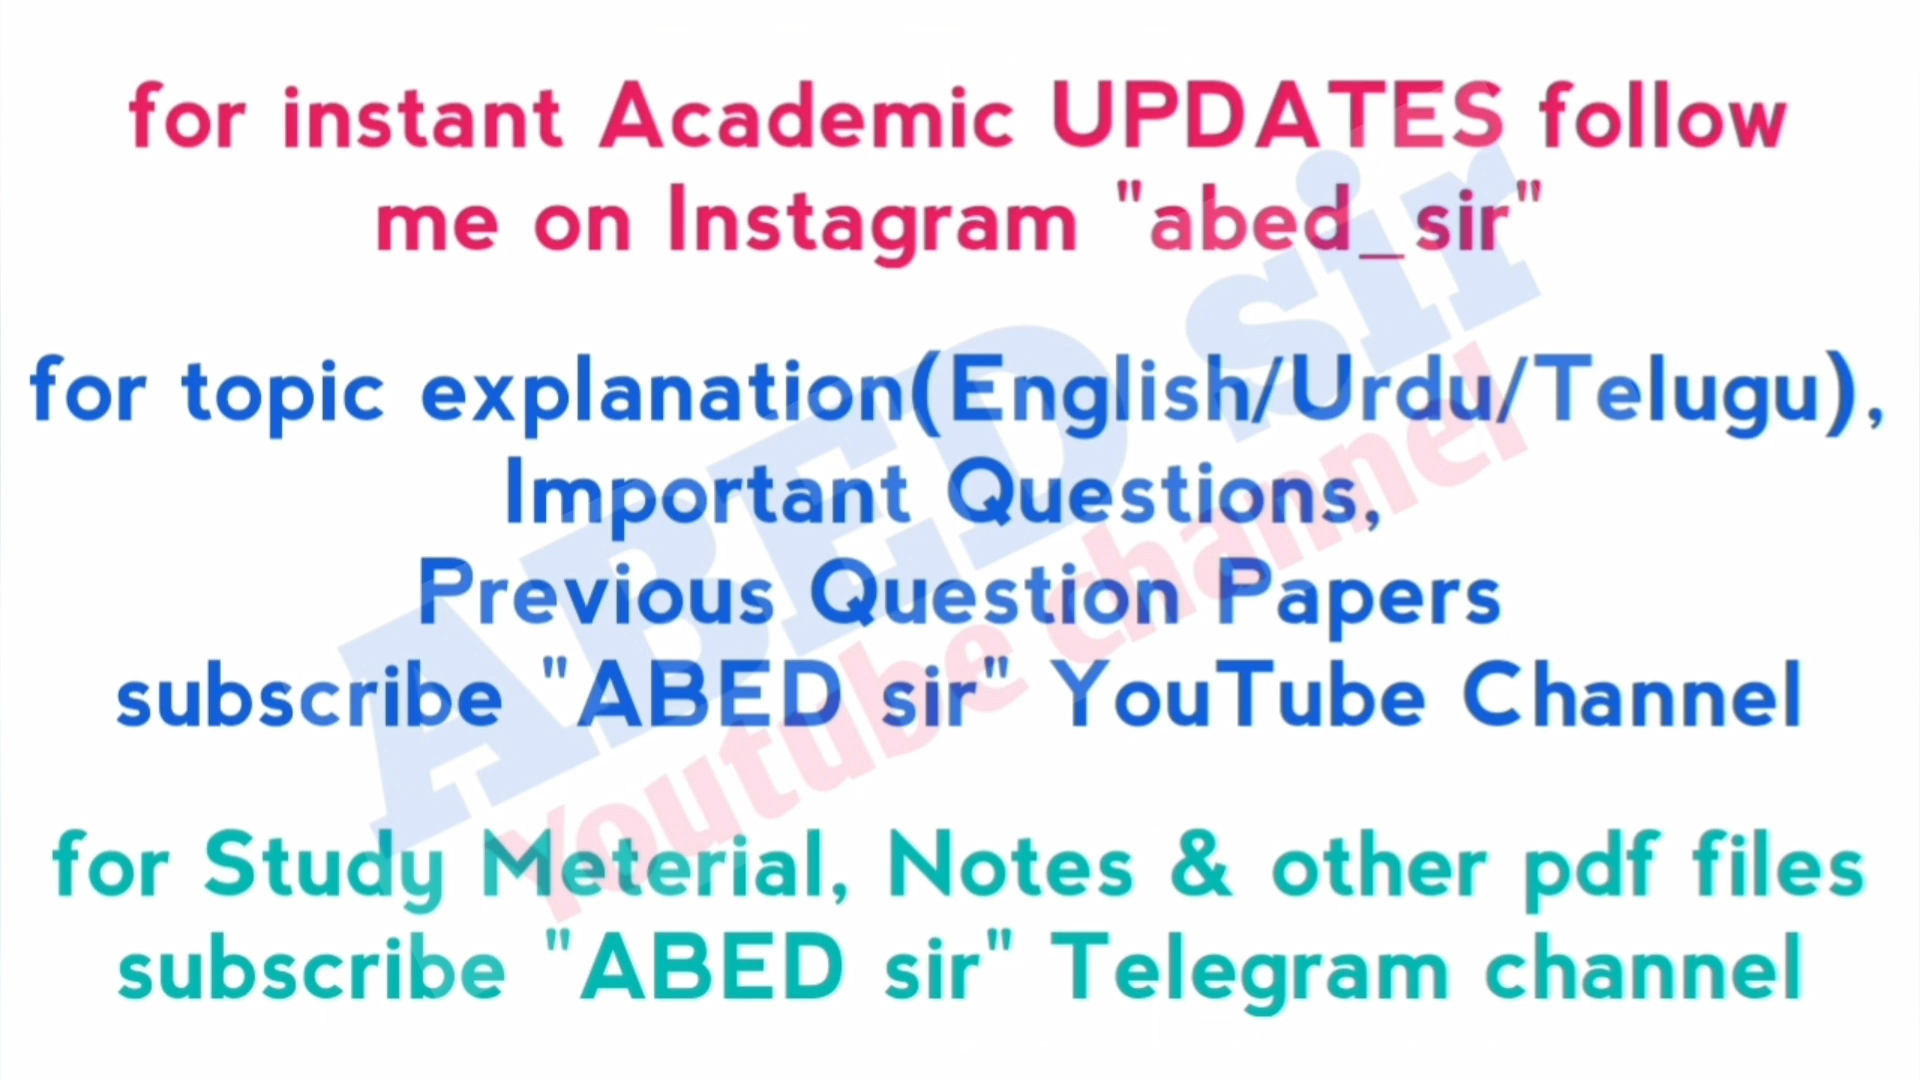 for instant Academic UPDATES follow
me on Instagram "abed_sir"
for topic explanation(English/Urdu/Telugu),
Important Questions,
Previous Question Papers
subscribe "ABED sir" YouTube Channel
for Study Meterial, Notes & other pdf files
subscribe "ABED sir" Telegram channel
ABED sir
Youtube channel